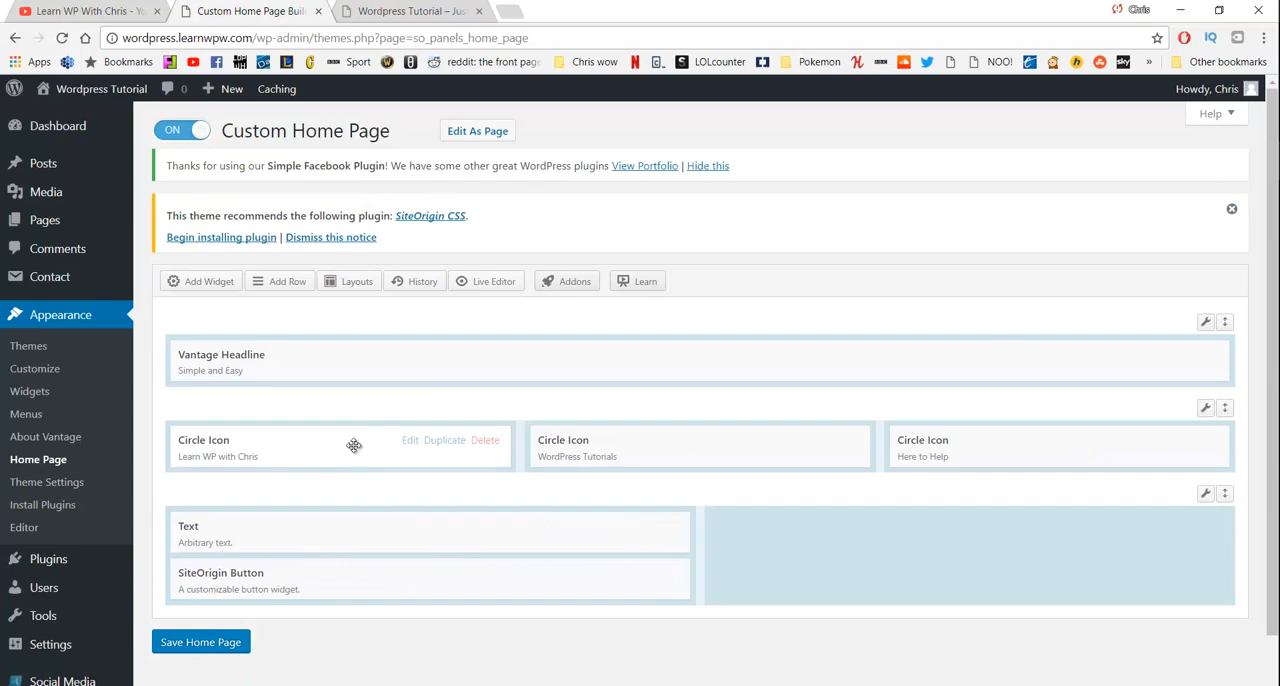 Learn WP With Chris - Yo
Custom Home Page Buil
Wordpress Tutorial – Jus
Chris
wordpress.learnwpw.com/wp-admin/themes.php?page=so_panels_home_page
Apps
Bookmarks
Sport
reddit: the front page
Chris wow
LOLcounter
Pokemon
NOO!
Other bookmarks
Wordpress Tutorial
0
New
Caching
Howdy, Chris
Dashboard
Posts
Media
Pages
Comments
Contact
Appearance
Themes
Customize
Widgets
Menus
About Vantage
Home Page
Theme Settings
Install Plugins
Editor
Plugins
Users
Tools
Settings
Social Media
Help
ON
Custom Home Page
Edit As Page
Thanks for using our Simple Facebook Plugin! We have some other great WordPress plugins View Portfolio | Hide this
This theme recommends the following plugin: SiteOrigin CSS.
Begin installing plugin | Dismiss this notice
Add Widget
Add Row
Layouts
History
Live Editor
Addons
Learn
Vantage Headline
Simple and Easy
Circle Icon
Edit Duplicate Delete
Learn WP with Chris
Circle Icon
WordPress Tutorials
Circle Icon
Here to Help
Text
Arbitrary text.
SiteOrigin Button
A customizable button widget.
Save Home Page